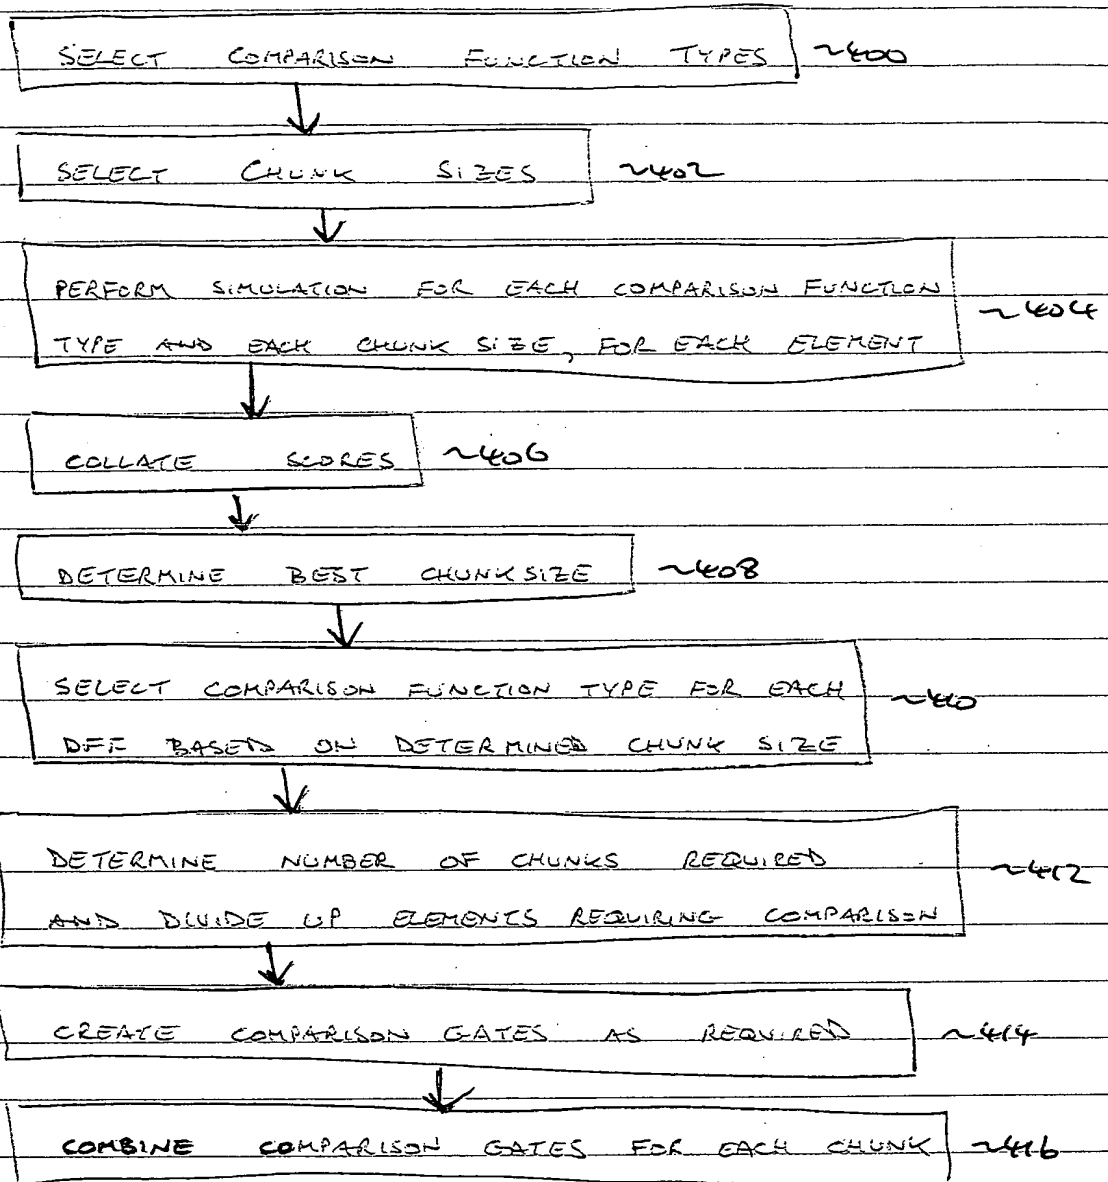 SELECT COMPARISON FUNCTION TYPES ~400
SELECT CHUNK SIZES ~402
PERFORM SIMULATION FOR EACH COMPARISON FUNCTION
TYPE AND EACH CHUNK SIZE, FOR EACH ELEMENT ~404
COLLATE SCORES ~406
DETERMINE BEST CHUNKSIZE ~408
SELECT COMPARISON FUNCTION TYPE FOR EACH ~410
DFF BASED ON DETERMINED CHUNK SIZE
DETERMINE NUMBER OF CHUNKS REQUIRED ~412
AND DIVIDE UP ELEMENTS REQUIRING COMPARISON
CREATE COMPARISON GATES AS REQUIRED ~414
COMBINE COMPARISON GATES FOR EACH CHUNK ~416